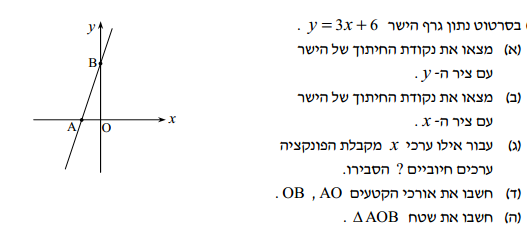 בסרטוט נתון גרף הישר y = 3x + 6 .
(א) מצאו את נקודת החיתוך של הישר
עם ציר ה- y .
(ב) מצאו את נקודת החיתוך של הישר
עם ציר ה- x .
(ג) עבור אילו ערכי x מקבלת הפונקציה
ערכים חיוביים ? הסבירו.
(ד) חשבו את אורכי הקטעים OB , AO .
(ה) חשבו את שטח ΔAOB .
y
B
A
O
x